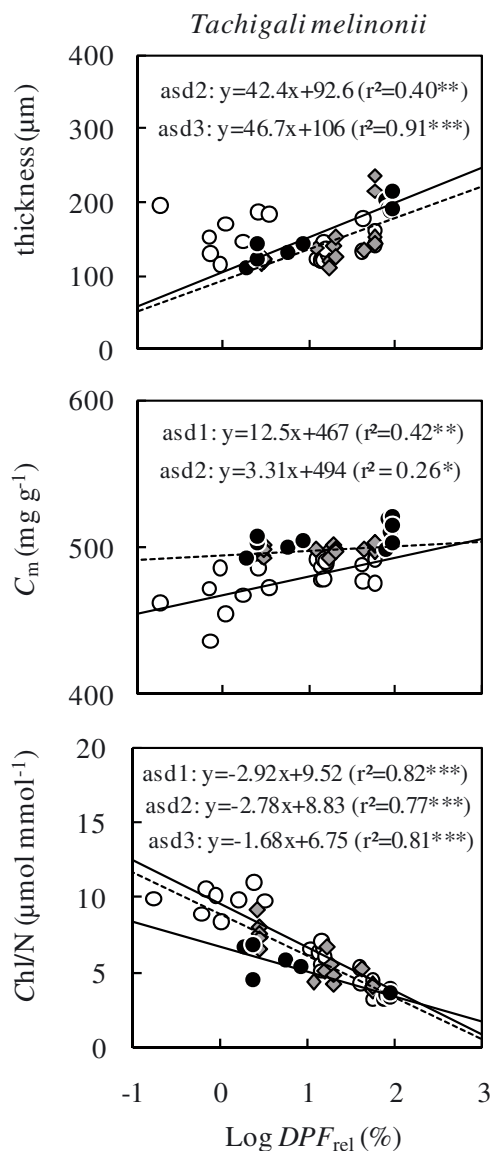 Tachigali melinonii
400
300
200
100
0
thickness (µm)
asd2: y=42.4x+92.6 (r²=0.40**)
asd3: y=46.7x+106 (r²=0.91***)
600
500
400
Cm (mg g-1)
asd1: y=12.5x+467 (r²=0.42**)
asd2: y=3.31x+494 (r²=0.26*)
20
15
10
5
0
Chl/N (µmol mmol-1)
asd1: y=-2.92x+9.52 (r²=0.82***)
asd2: y=-2.78x+8.83 (r²=0.77***)
asd3: y=-1.68x+6.75 (r²=0.81***)
-1 0 1 2 3
Log DPFrel (%)